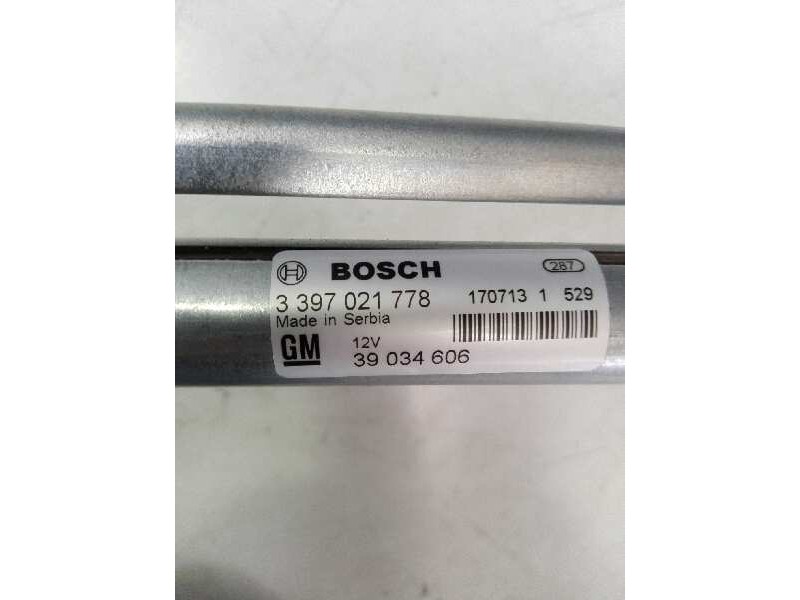 BOSCH 287
3 397 021 778 170713 1 529
Made in Serbia
GM 12V
39 034 606